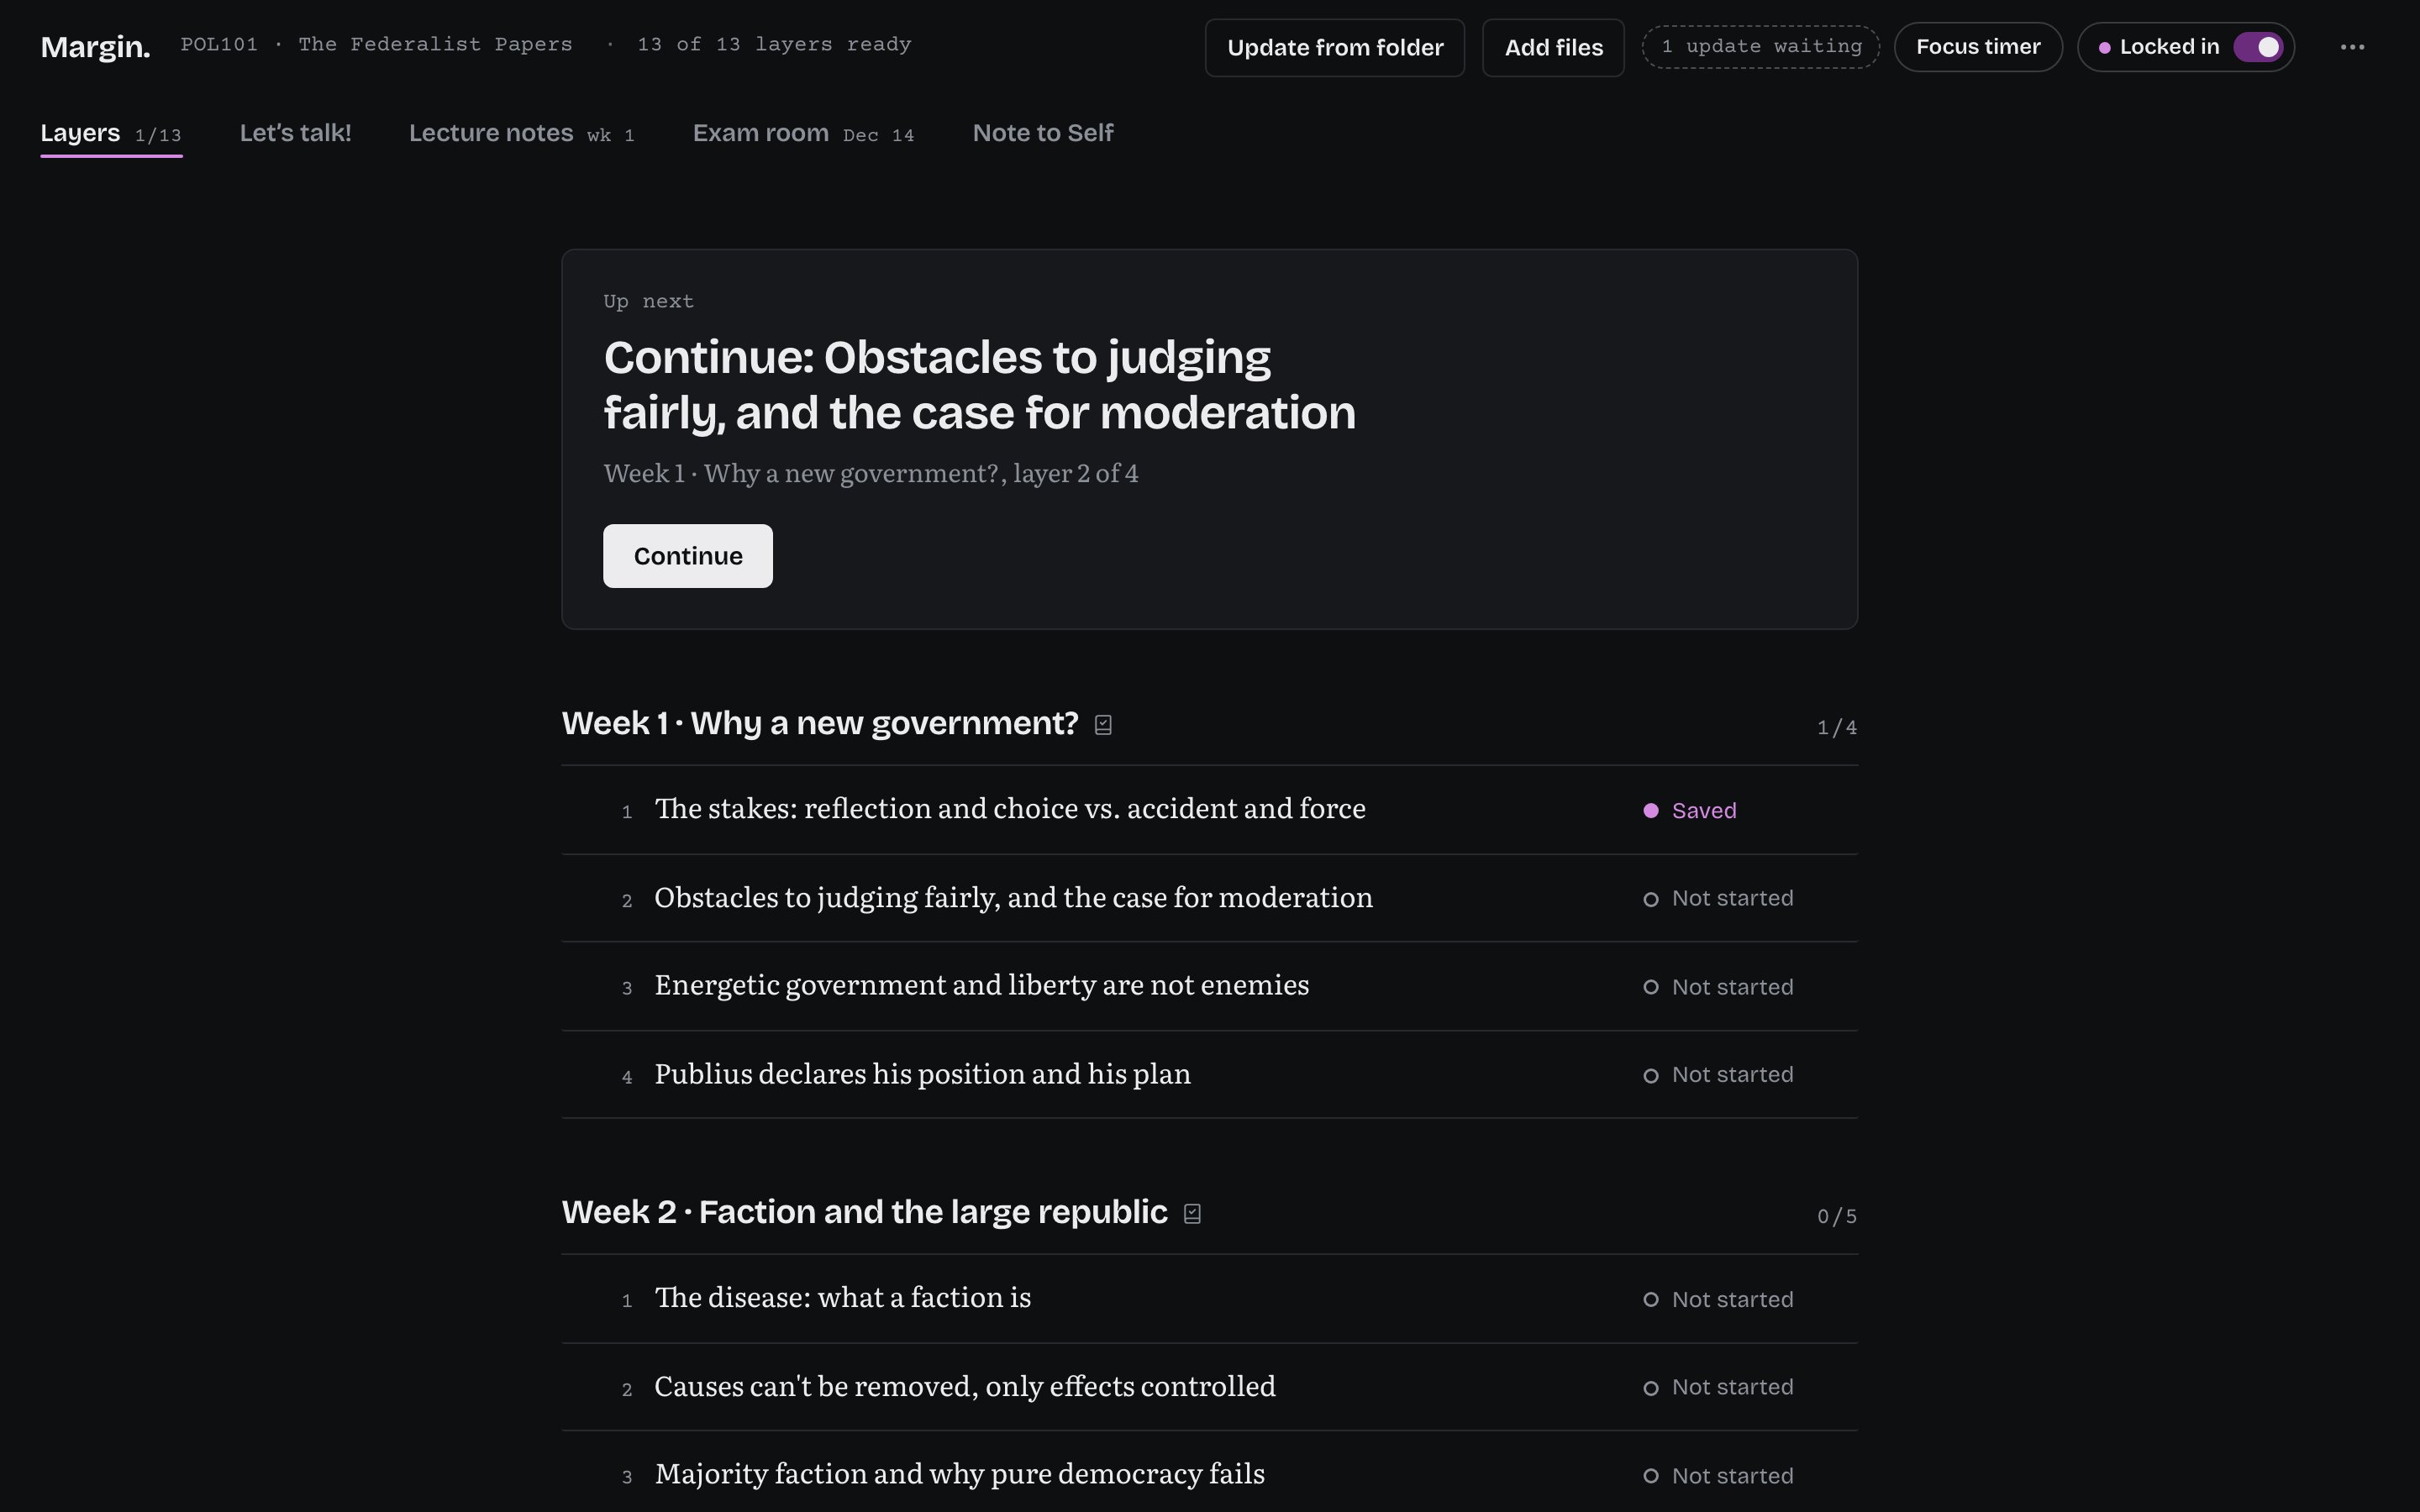 Margin. POL101 · The Federalist Papers · 13 of 13 layers ready Update from folder Add files 1 update waiting Focus timer Locked in
Layers 1/13 Let’s talk! Lecture notes wk 1 Exam room Dec 14 Note to Self
Up next
Continue: Obstacles to judging
fairly, and the case for moderation
Week 1 · Why a new government?, layer 2 of 4
Continue
Week 1 · Why a new government? 1/4
1 The stakes: reflection and choice vs. accident and force Saved
2 Obstacles to judging fairly, and the case for moderation Not started
3 Energetic government and liberty are not enemies Not started
4 Publius declares his position and his plan Not started
Week 2 · Faction and the large republic 0/5
1 The disease: what a faction is Not started
2 Causes can't be removed, only effects controlled Not started
3 Majority faction and why pure democracy fails Not started